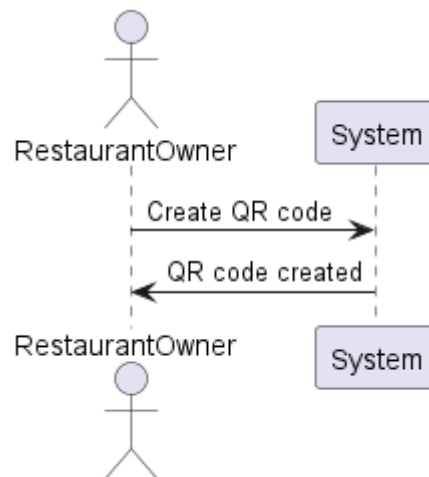 RestaurantOwner
System
Create QR code
QR code created
RestaurantOwner
System